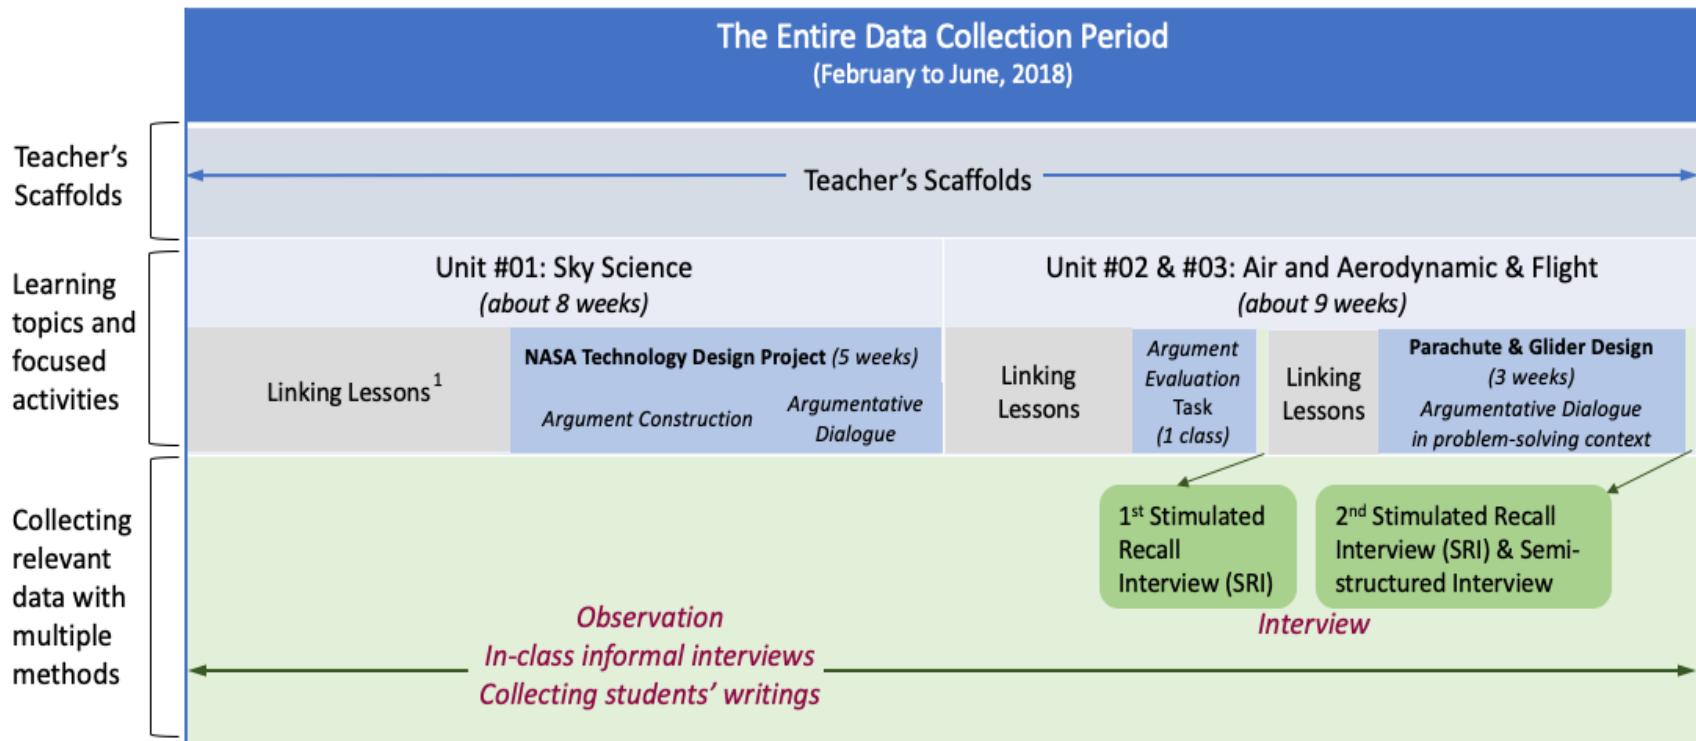 The Entire Data Collection Period
(February to June, 2018)
Teacher's
Scaffolds
Teacher's Scaffolds
Learning
topics and
focused
activities
Unit #01: Sky Science
(about 8 weeks)
Unit #02 & #03: Air and Aerodynamic & Flight
(about 9 weeks)
Linking Lessons1
NASA Technology Design Project (5 weeks)
Argument Construction
Argumentative
Dialogue
Linking
Lessons
Argument
Evaluation
Task
(1 class)
Linking
Lessons
Parachute & Glider Design
(3 weeks)
Argumentative Dialogue
in problem-solving context
Collecting
relevant
data with
multiple
methods
1st Stimulated
Recall
Interview (SRI)
2nd Stimulated Recall
Interview (SRI) & Semi-
structured Interview
Observation
In-class informal interviews
Collecting students' writings
Interview